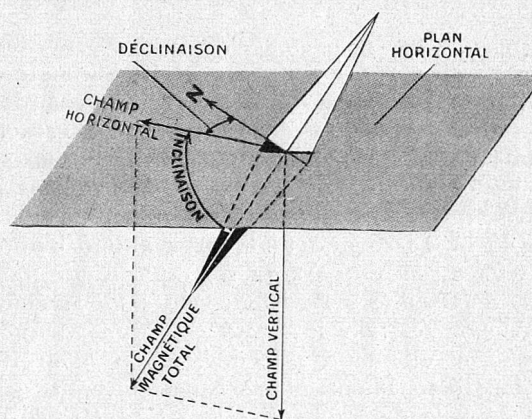 DÉCLINAISON
PLAN
HORIZONTAL
N
CHAMP
HORIZONTAL
INCLINAISON
CHAMP
MAGNÉTIQUE
TOTAL
CHAMP VERTICAL